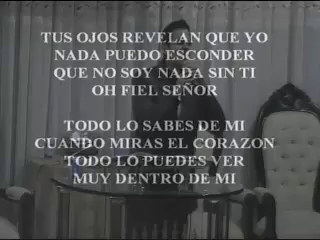 TUS OJOS REVELAN QUE YO
NADA PUEDO ESCONDER
QUE NO SOY NADA SIN TI
OH FIEL SEÑOR
TODO LO SABES DE MI
CUANDO MIRAS EL CORAZON
TODO LO PUEDES VER
MUY DENTRO DE MI